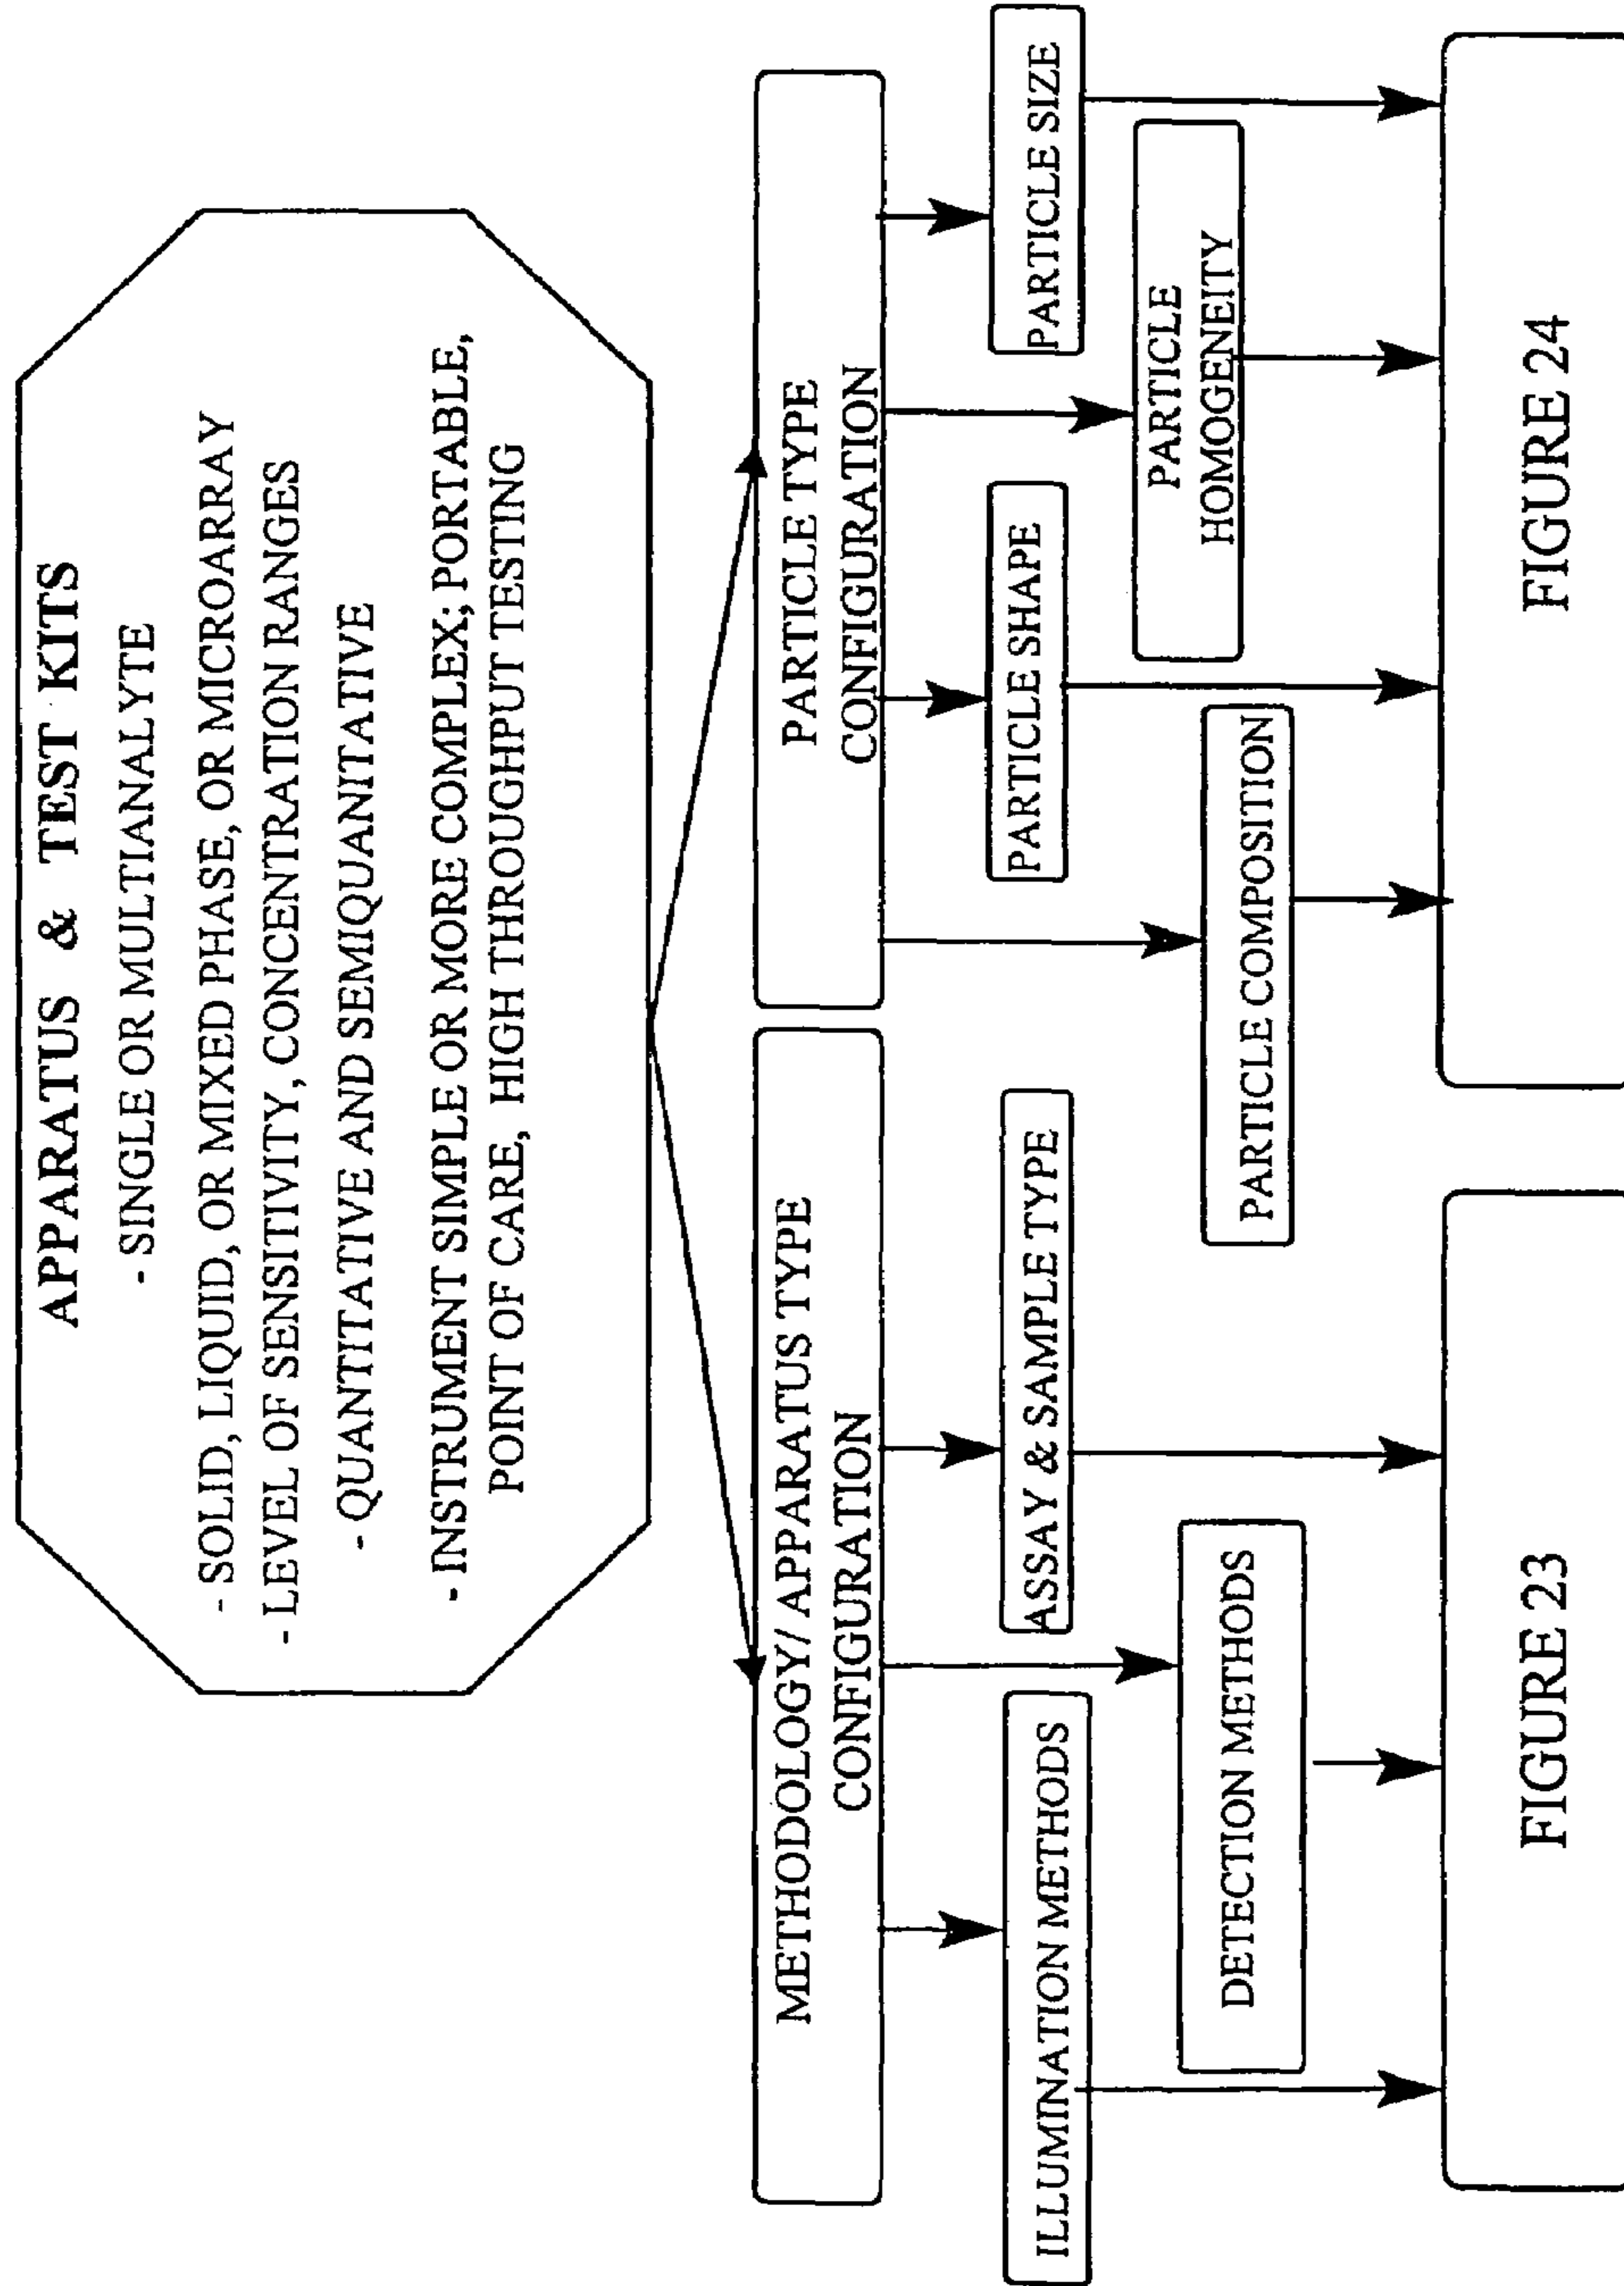 APPARATUS & TEST KITS
- SINGLE OR MULTIANALYTE
- SOLID, LIQUID, OR MIXED PHASE, OR MICROARRAY
- LEVEL OF SENSITIVITY, CONCENTRATION RANGES
- QUANTITATIVE AND SEMIQUANITATIVE
- INSTRUMENT SIMPLE OR MORE COMPLEX; PORTABLE,
POINT OF CARE, HIGH THROUGHPUT TESTING
METHODOLOGY/ APPARATUS TYPE
CONFIGURATION
ILLUMINATION METHODS
ASSAY & SAMPLE TYPE
DETECTION METHODS
FIGURE 23
PARTICLE TYPE
CONFIGURATION
PARTICLE SHAPE
PARTICLE SIZE
PARTICLE
HOMOGENEITY
PARTICLE COMPOSITION
FIGURE 24